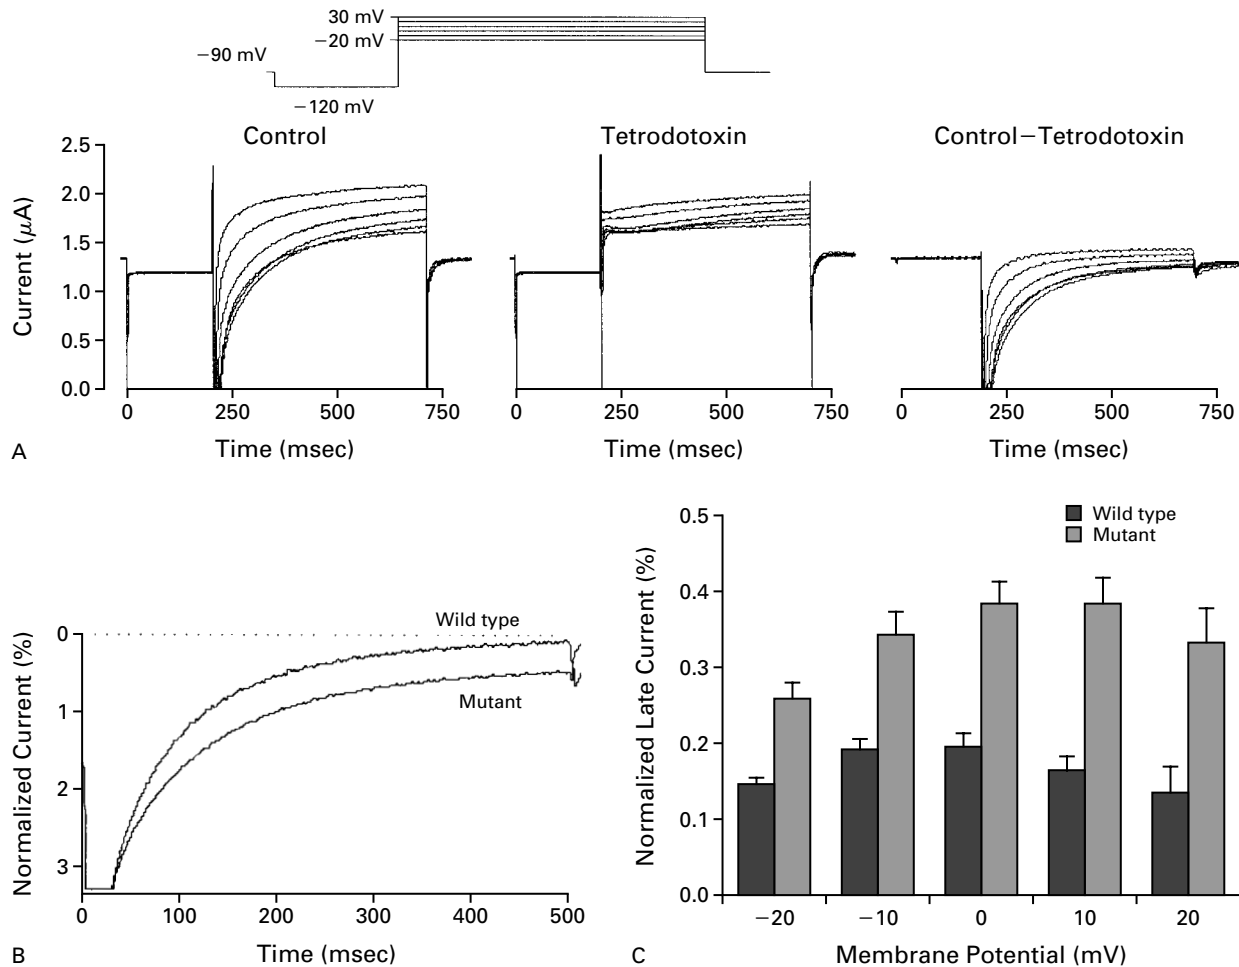 30 mV
−20 mV
−90 mV
−120 mV
Control
Tetrodotoxin
Control−Tetrodotoxin
Current (μA)
2.5
2.0
1.5
1.0
0.5
0.0
0 250 500 750
0 250 500 750
0 250 500 750
Time (msec)
Time (msec)
Time (msec)
A
Normalized Current (%)
0
1
2
3
Wild type
Mutant
0 100 200 300 400 500
Time (msec)
B
Normalized Late Current (%)
0.5
0.4
0.3
0.2
0.1
0.0
Wild type
Mutant
−20 −10 0 10 20
Membrane Potential (mV)
C